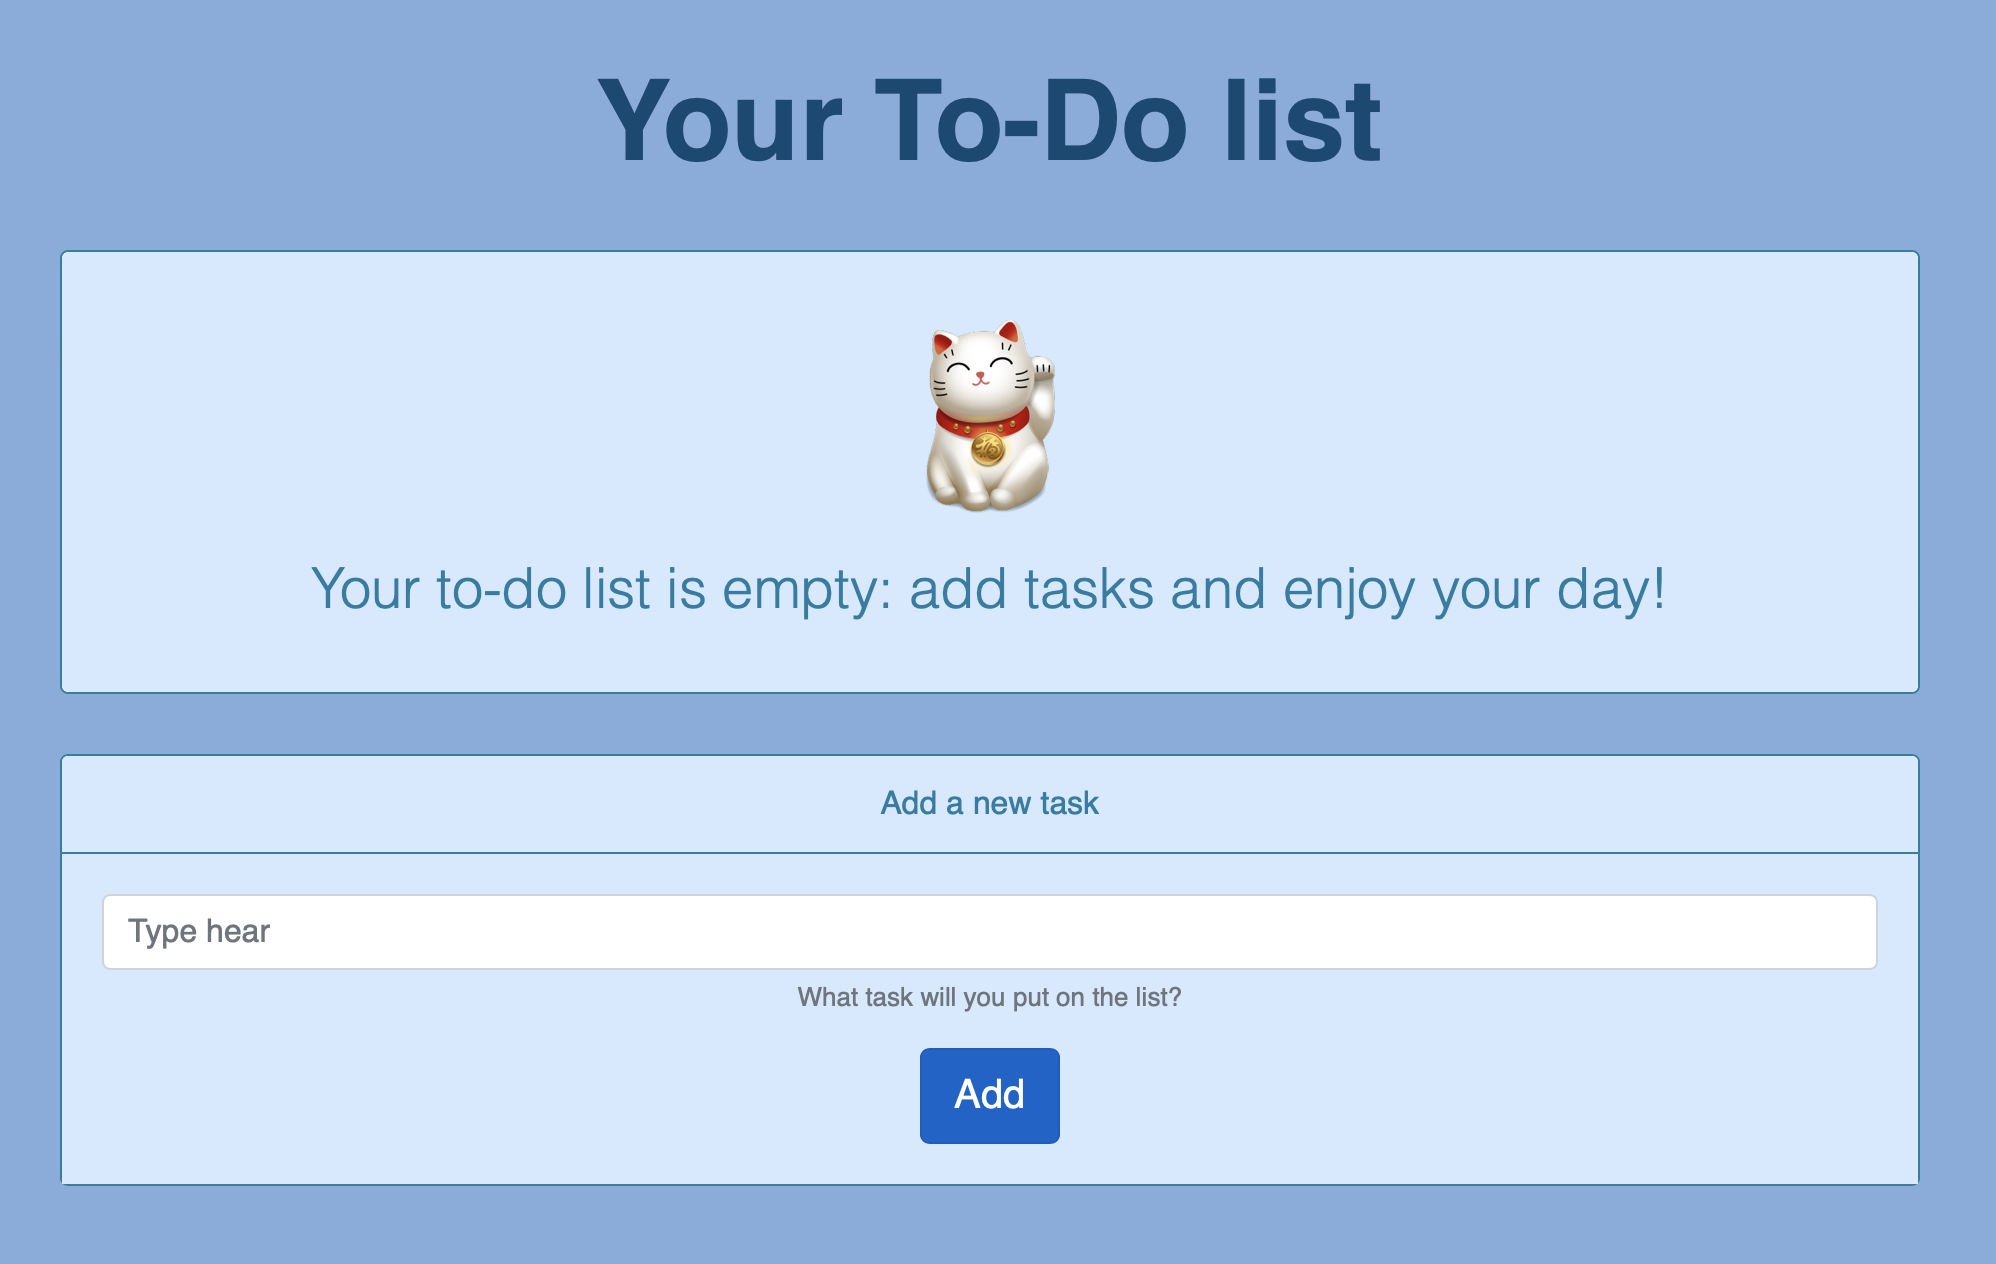 Your To-Do list
福
Your to-do list is empty: add tasks and enjoy your day!
Add a new task
Type hear
What task will you put on the list?
Add